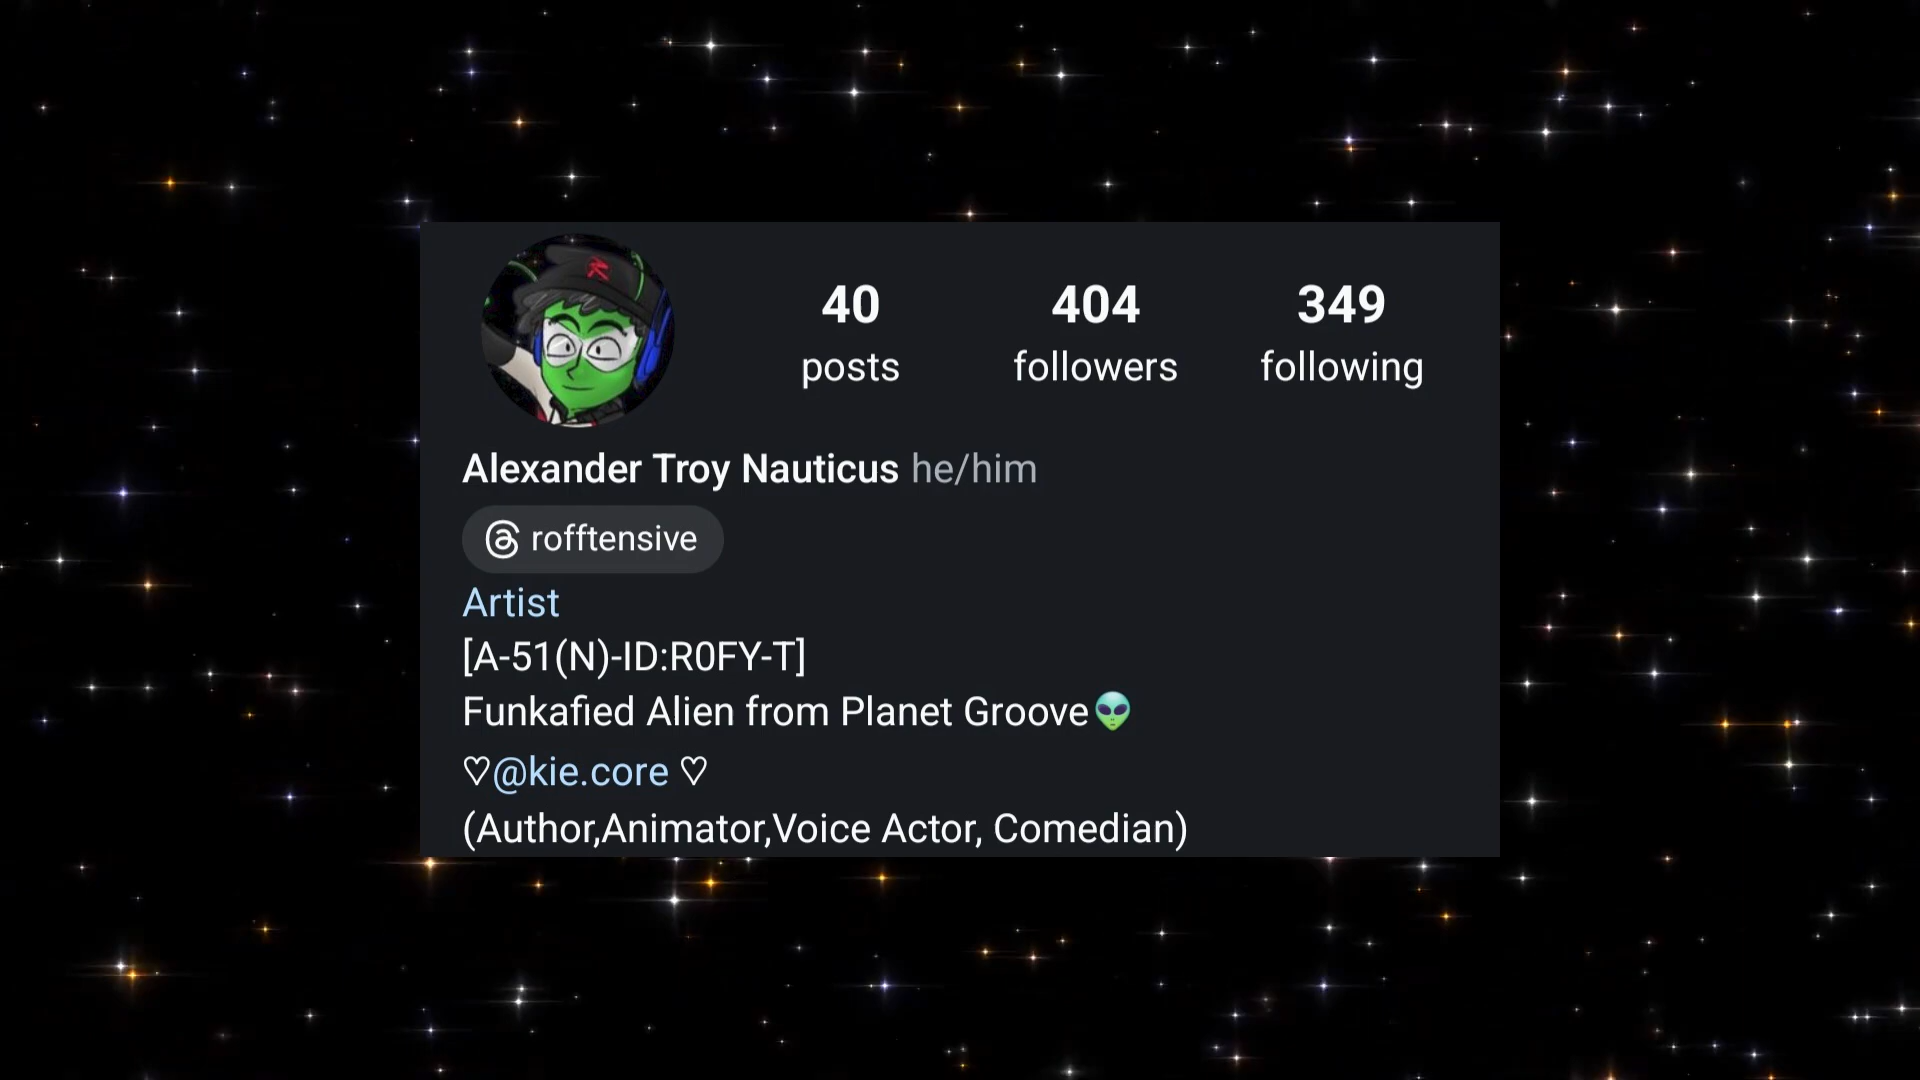 40 404 349
posts followers following
Alexander Troy Nauticus he/him
rofftensive
Artist
[A-51(N)-ID:R0FY-T]
Funkafied Alien from Planet Groove👽
♡@kie.core ♡
(Author,Animator,Voice Actor, Comedian)